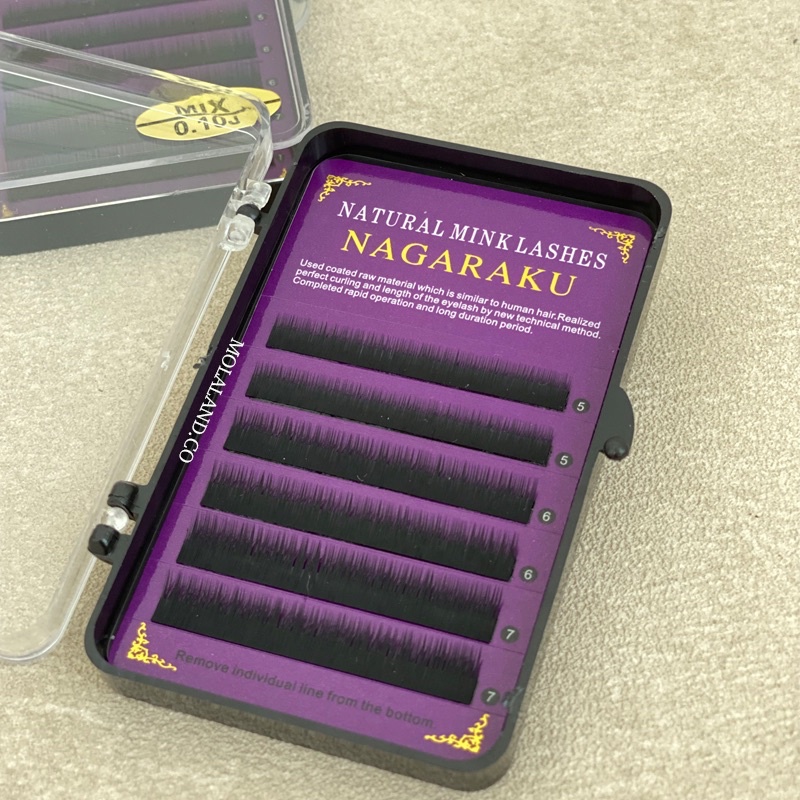 MIX
0.10J
NATURAL MINK LASHES
NAGARAKU
Used coated raw material which is similar to human hair.Realized
perfect curling and length of the eyelash by new technical method.
Completed rapid operation and long duration period.
MOLALAND.CO
5
5
6
6
7
7
Remove individual line from the bottom